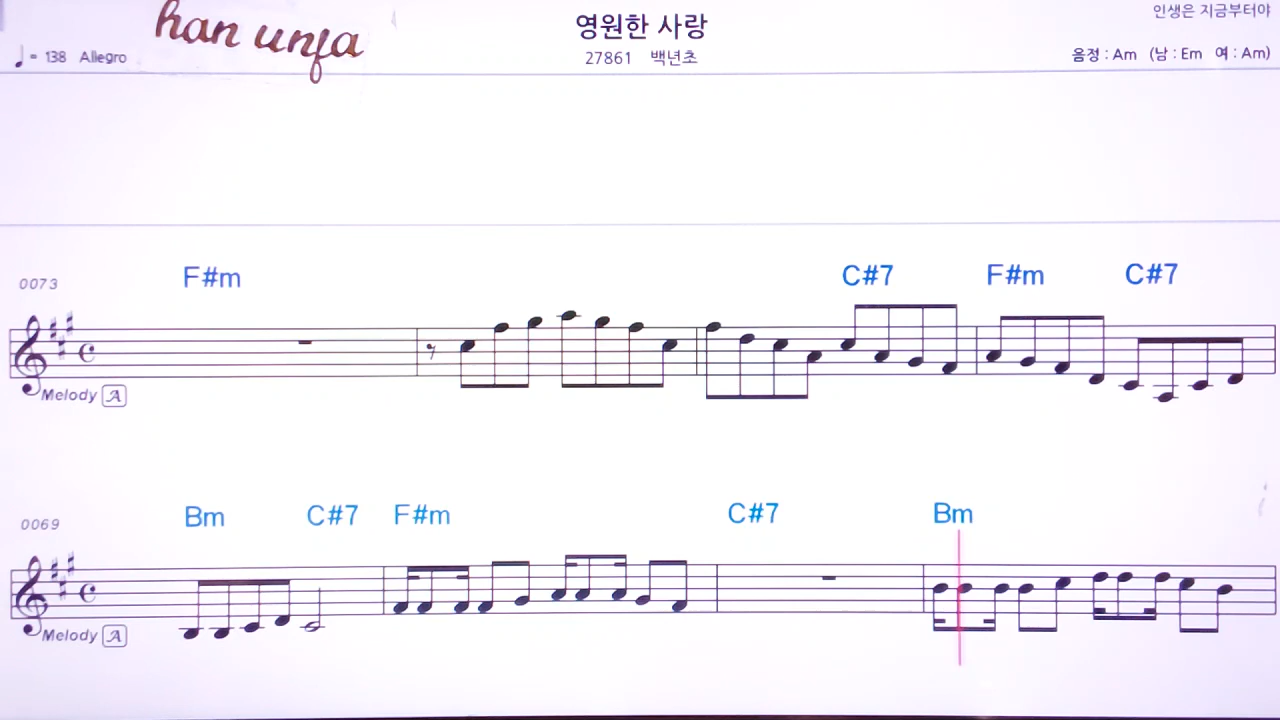 han unfa
영원한 사랑
인생은 지금부터야
♩= 138 Allegro
27861 백년초
음정 : Am (남 : Em 여 : Am)
0073 F#m C#7 F#m C#7
Melody A
0069 Bm C#7 F#m C#7 Bm
Melody A